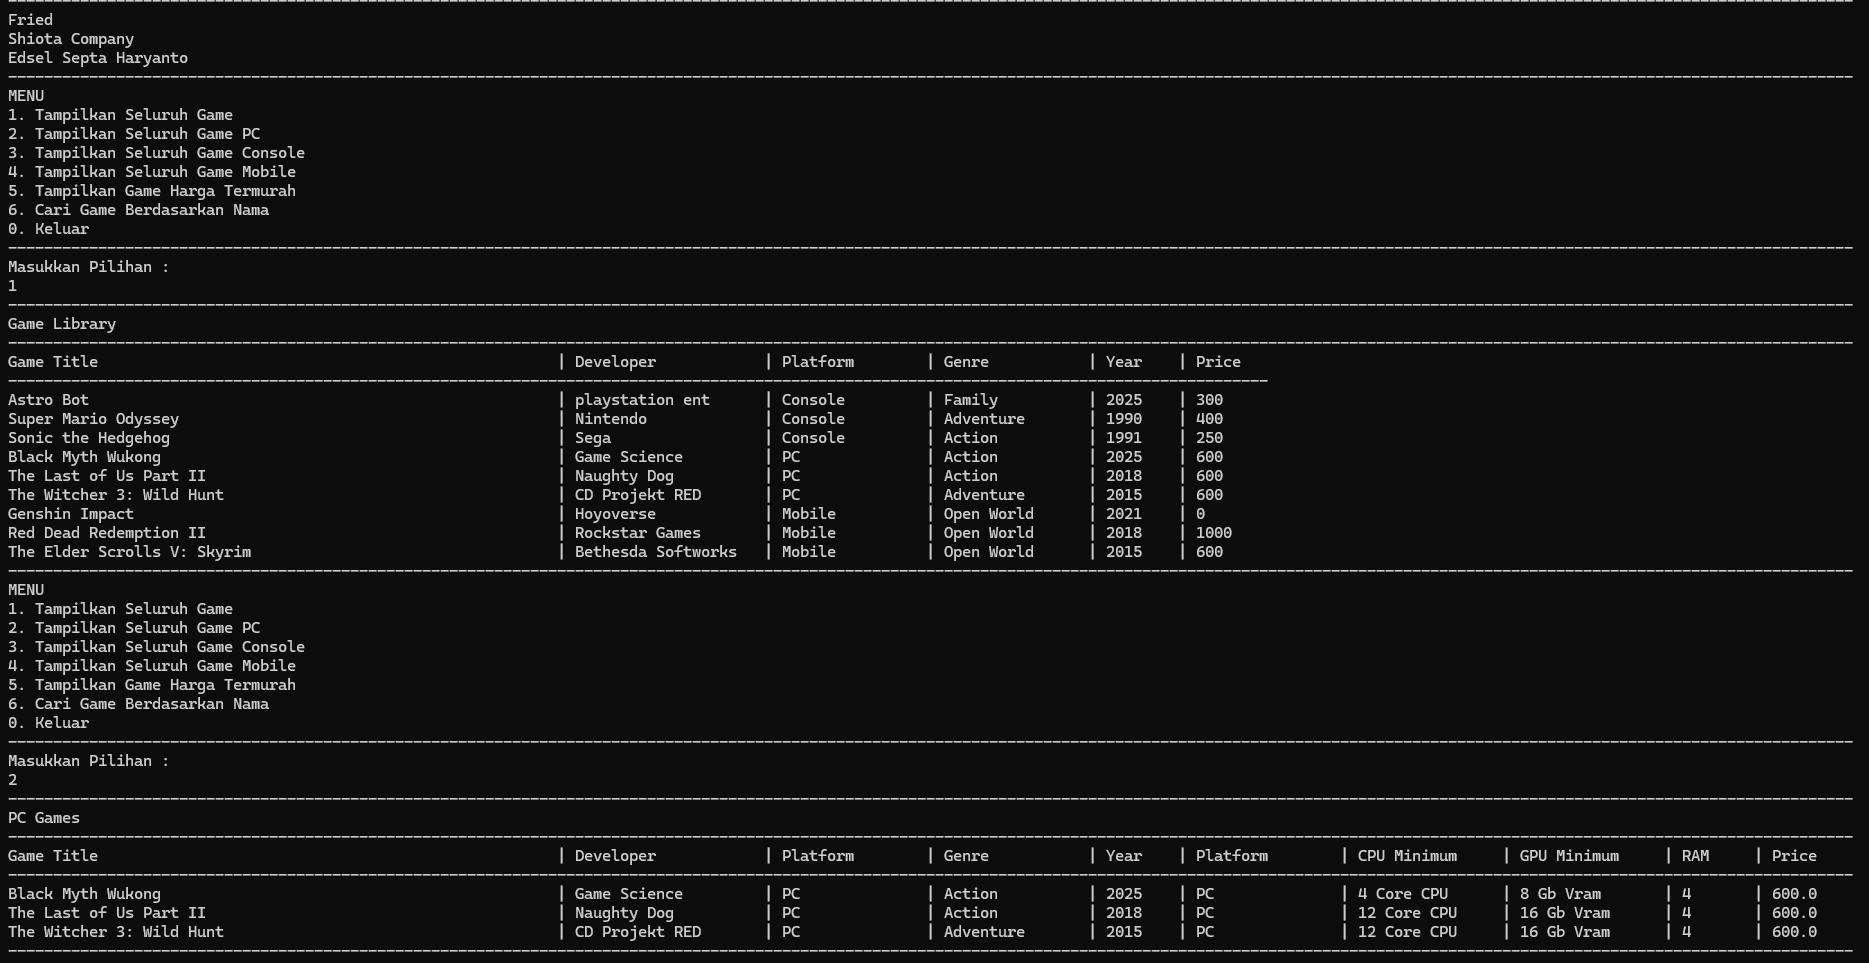 Fried
Shiota Company
Edsel Septa Haryanto
MENU
1. Tampilkan Seluruh Game
2. Tampilkan Seluruh Game PC
3. Tampilkan Seluruh Game Console
4. Tampilkan Seluruh Game Mobile
5. Tampilkan Game Harga Termurah
6. Cari Game Berdasarkan Nama
0. Keluar
Masukkan Pilihan :
1
Game Library
Game Title | Developer | Platform | Genre | Year | Price
Astro Bot | playstation ent | Console | Family | 2025 | 300
Super Mario Odyssey | Nintendo | Console | Adventure | 1990 | 400
Sonic the Hedgehog | Sega | Console | Action | 1991 | 250
Black Myth Wukong | Game Science | PC | Action | 2025 | 600
The Last of Us Part II | Naughty Dog | PC | Action | 2018 | 600
The Witcher 3: Wild Hunt | CD Projekt RED | PC | Adventure | 2015 | 600
Genshin Impact | Hoyoverse | Mobile | Open World | 2021 | 0
Red Dead Redemption II | Rockstar Games | Mobile | Open World | 2018 | 1000
The Elder Scrolls V: Skyrim | Bethesda Softworks | Mobile | Open World | 2015 | 600
MENU
1. Tampilkan Seluruh Game
2. Tampilkan Seluruh Game PC
3. Tampilkan Seluruh Game Console
4. Tampilkan Seluruh Game Mobile
5. Tampilkan Game Harga Termurah
6. Cari Game Berdasarkan Nama
0. Keluar
Masukkan Pilihan :
2
PC Games
Game Title | Developer | Platform | Genre | Year | Platform | CPU Minimum | GPU Minimum | RAM | Price
Black Myth Wukong | Game Science | PC | Action | 2025 | PC | 4 Core CPU | 8 Gb Vram | 4 | 600.0
The Last of Us Part II | Naughty Dog | PC | Action | 2018 | PC | 12 Core CPU | 16 Gb Vram | 4 | 600.0
The Witcher 3: Wild Hunt | CD Projekt RED | PC | Adventure | 2015 | PC | 12 Core CPU | 16 Gb Vram | 4 | 600.0